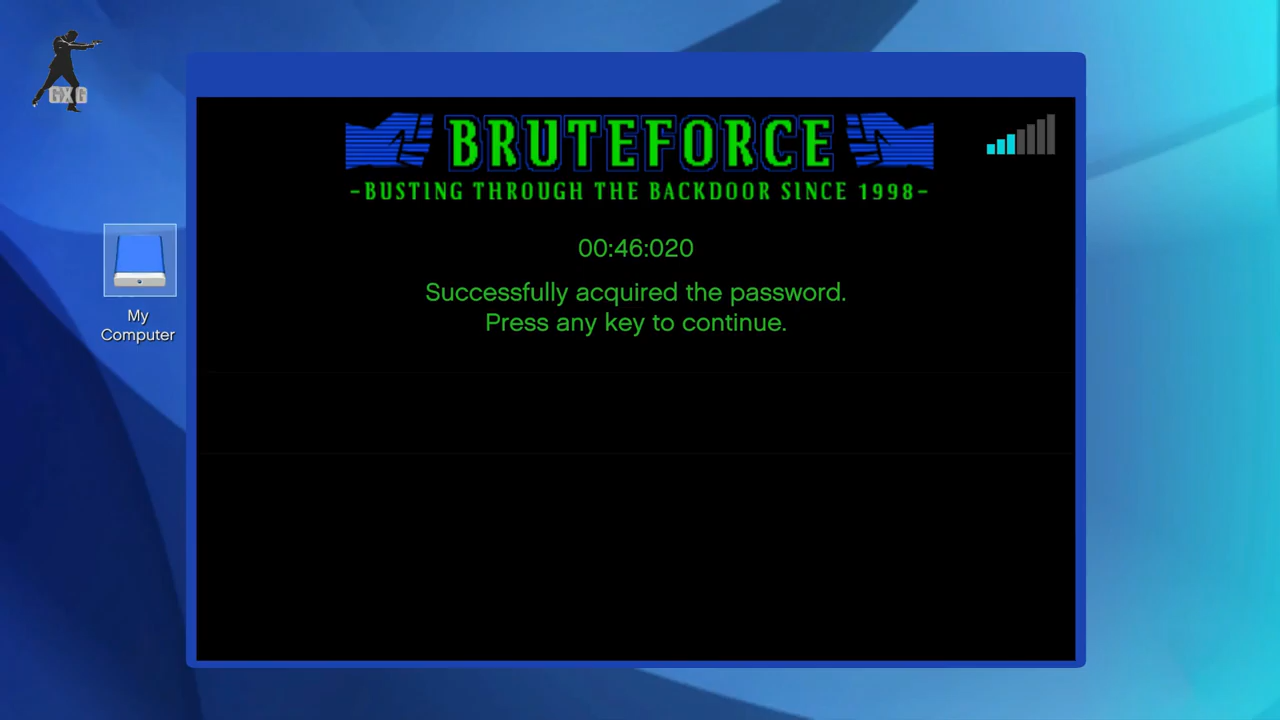 GXG
BRUTEFORCE
-BUSTING THROUGH THE BACKDOOR SINCE 1998-
00:46:020
Successfully acquired the password.
Press any key to continue.
My
Computer